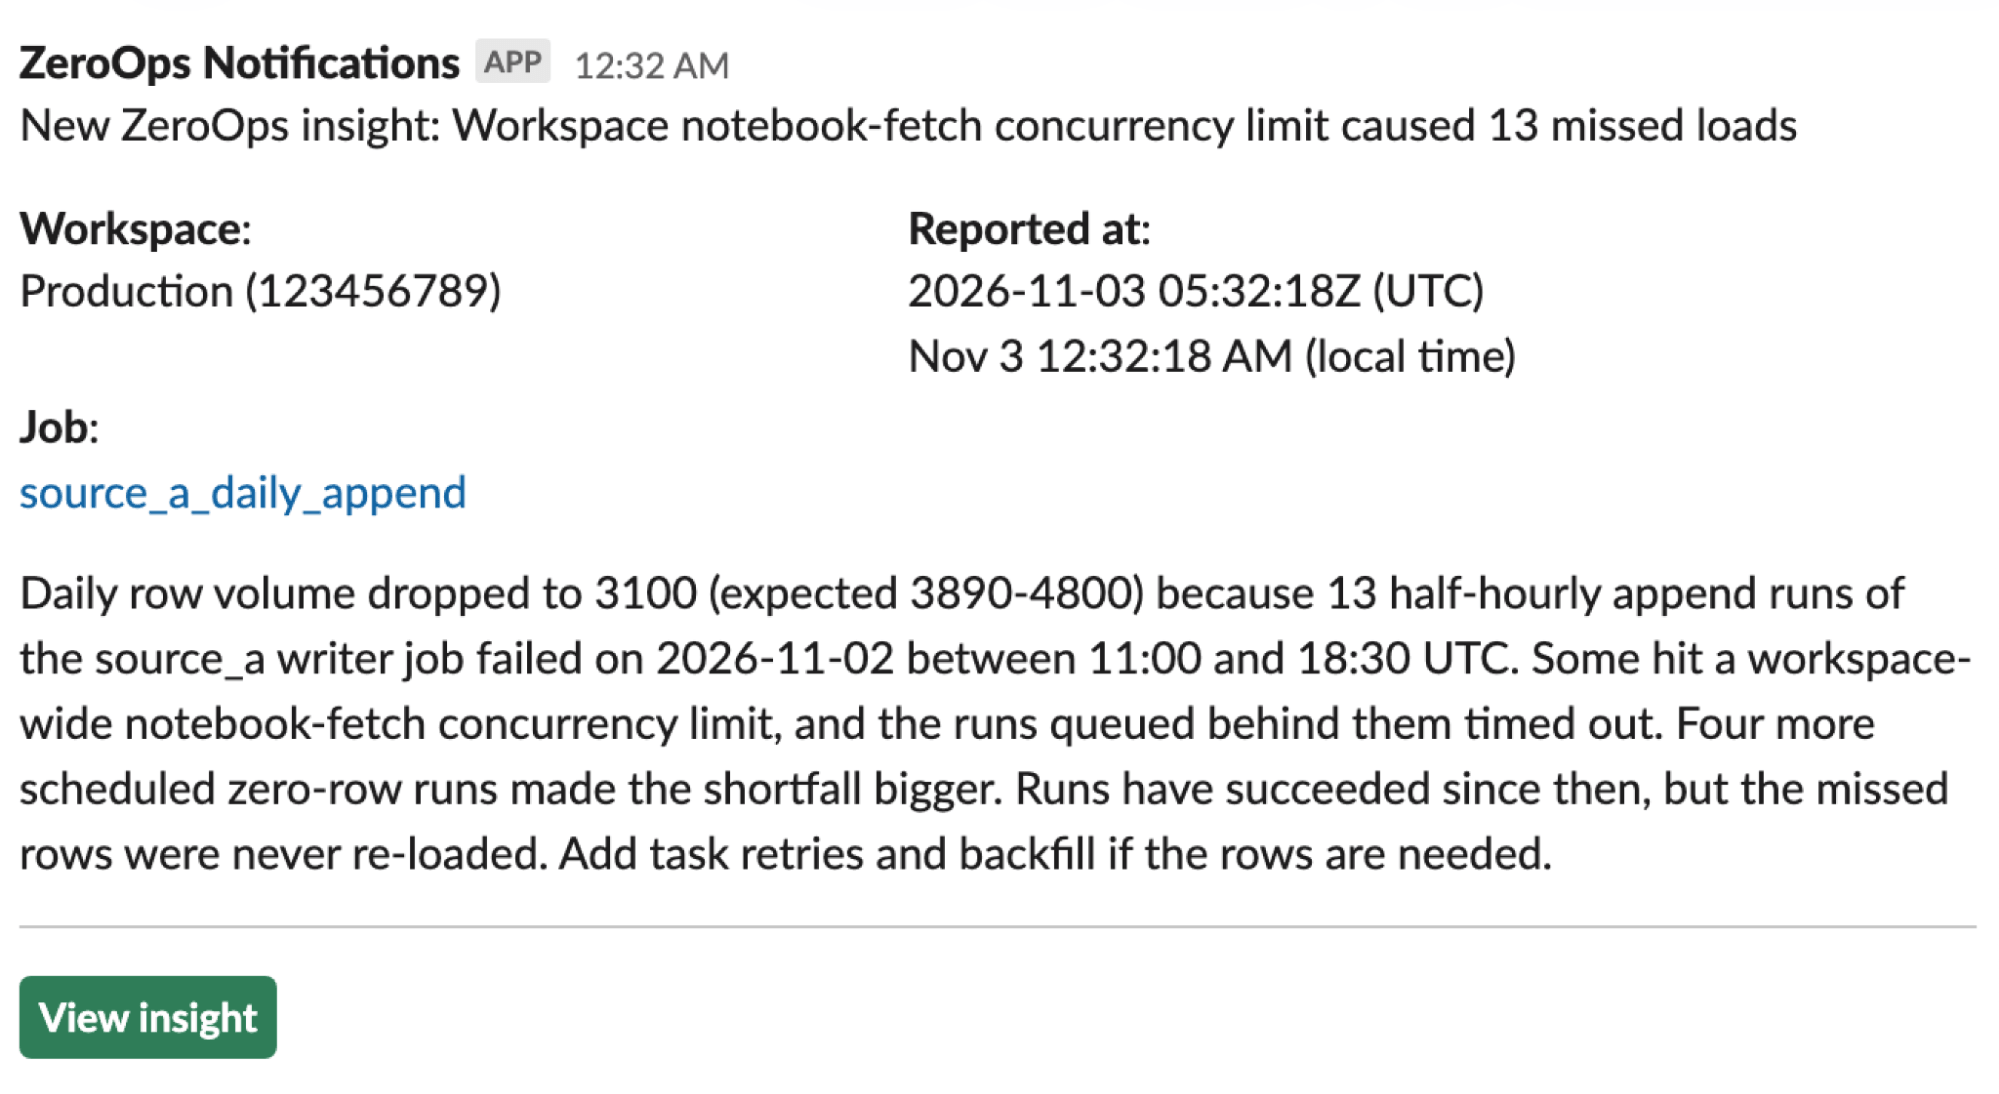 ZeroOps Notifications APP 12:32 AM
New ZeroOps insight: Workspace notebook-fetch concurrency limit caused 13 missed loads
Workspace:
Production (123456789)
Reported at:
2026-11-03 05:32:18Z (UTC)
Nov 3 12:32:18 AM (local time)
Job:
source_a_daily_append
Daily row volume dropped to 3100 (expected 3890-4800) because 13 half-hourly append runs of
the source_a writer job failed on 2026-11-02 between 11:00 and 18:30 UTC. Some hit a workspace-
wide notebook-fetch concurrency limit, and the runs queued behind them timed out. Four more
scheduled zero-row runs made the shortfall bigger. Runs have succeeded since then, but the missed
rows were never re-loaded. Add task retries and backfill if the rows are needed.
View insight